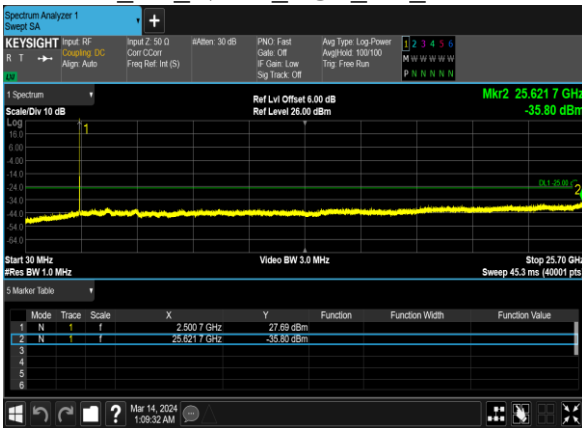 Spectrum Analyzer 1
Swept SA
KEYSIGHT Input: RF Input Z: 50 Ω #Atten: 30 dB PNO: Fast Avg Type: Log-Power 1 2 3 4 5 6
R T Coupling: DC Corr CCorr Gate: Off Avg|Hold: 100/100 M W W W W W
Align: Auto Freq Ref: Int (S) IF Gain: Low Trig: Free Run
LW Sig Track: Off P N N N N N
1 Spectrum Ref Lvl Offset 6.00 dB Mkr2 25.621 7 GHz
Scale/Div 10 dB Ref Level 26.00 dBm -35.80 dBm
Log
16.0 1
6.00
-4.00
-14.0
-24.0 DL1 -25.00 2
-34.0
-44.0
-54.0
-64.0
Start 30 MHz Video BW 3.0 MHz Stop 25.70 GHz
#Res BW 1.0 MHz Sweep 45.3 ms (40001 pts
5 Marker Table
Mode Trace Scale X Y Function Function Width Function Value
1 N 1 f 2.500 7 GHz 27.69 dBm
2 N 1 f 25.621 7 GHz -35.80 dBm
3
4
5
6
? Mar 14, 2024
1:09:32 AM